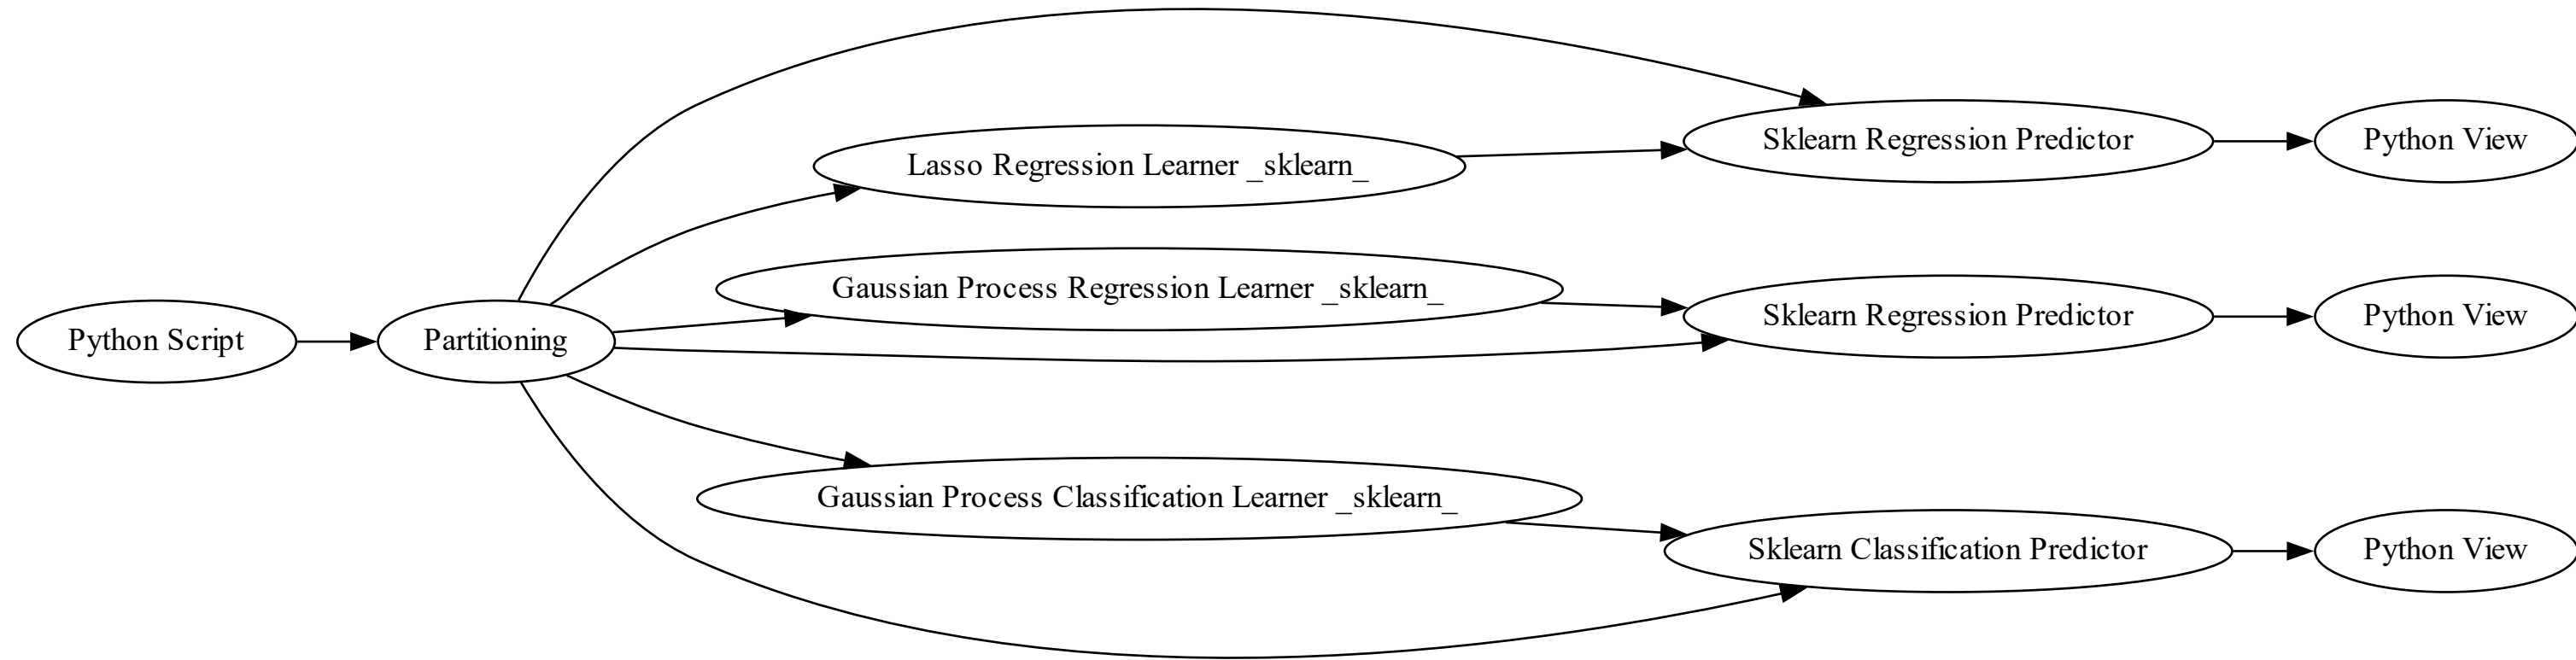 Python Script
Partitioning
Lasso Regression Learner _sklearn_
Gaussian Process Regression Learner _sklearn_
Gaussian Process Classification Learner _sklearn_
Sklearn Regression Predictor
Sklearn Regression Predictor
Sklearn Classification Predictor
Python View
Python View
Python View